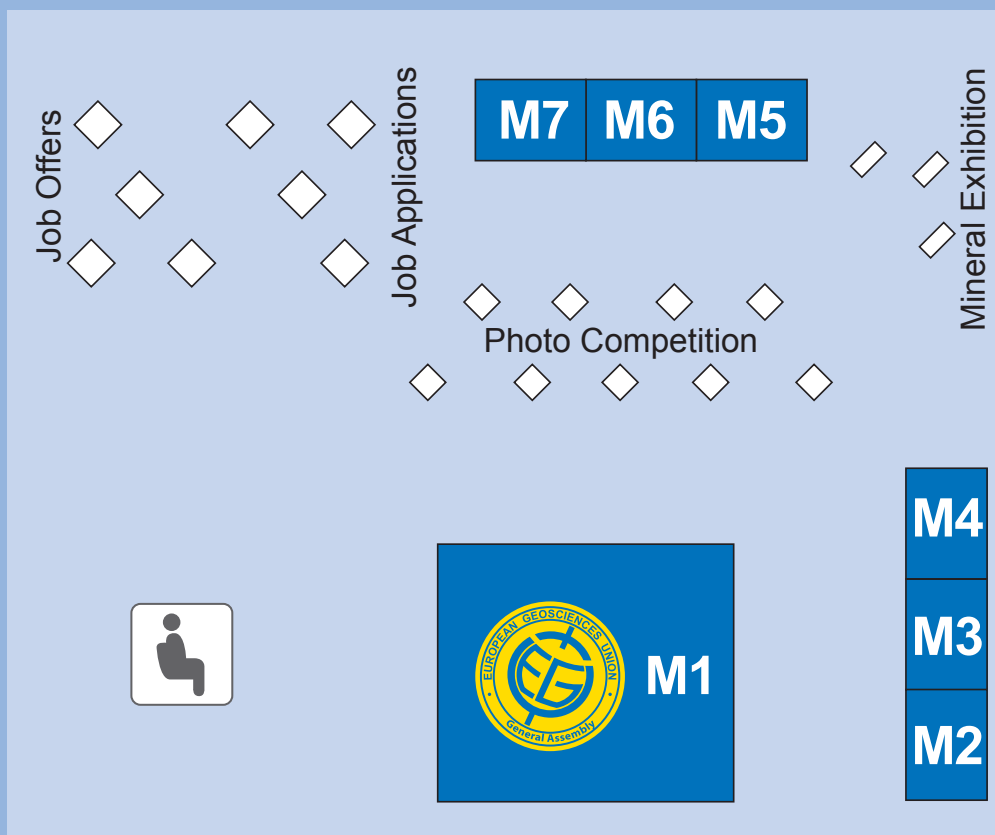 Job Offers
Job Applications
M7 M6 M5
Mineral Exhibition
Photo Competition
M4
M3
M2
EUROPEAN GEOSCIENCES UNION
EGU
General Assembly
M1